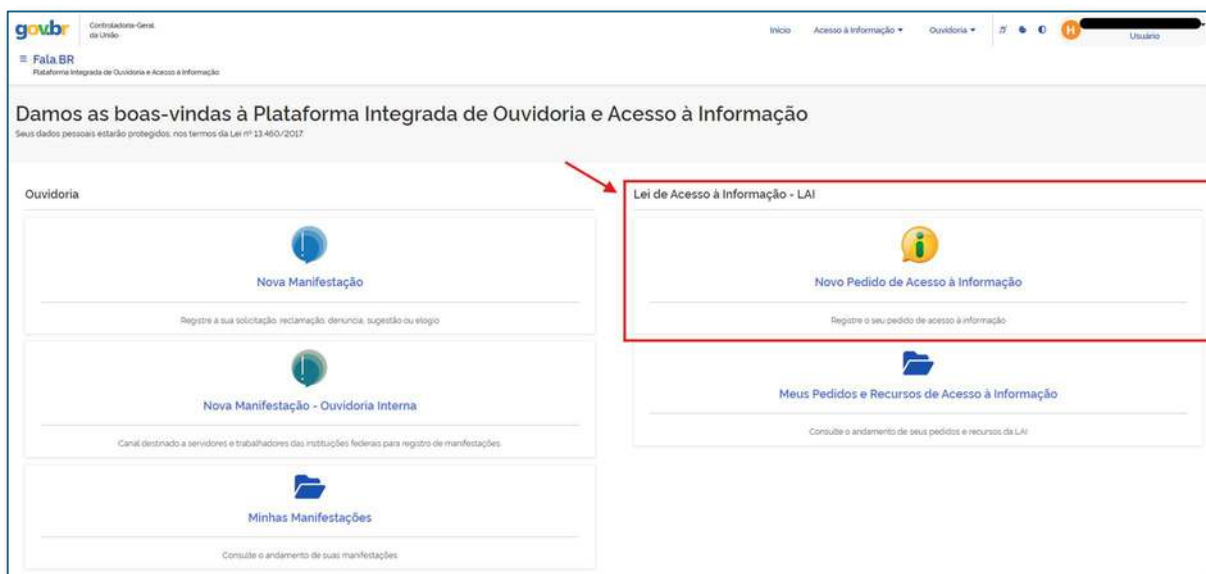 gov.br
Controladoria-Geral
da União
Início Acesso à Informação Ouvidoria H Usuário
Fala.BR
Plataforma Integrada de Ouvidoria e Acesso à Informação
Damos as boas-vindas à Plataforma Integrada de Ouvidoria e Acesso à Informação
Seus dados pessoais estarão protegidos, nos termos da Lei nº 13.460/2017.
Ouvidoria
Nova Manifestação
Registre a sua solicitação, reclamação, denúncia, sugestão ou elogio
Nova Manifestação - Ouvidoria Interna
Canal destinado a servidores e trabalhadores das instituições federais para registro de manifestações.
Minhas Manifestações
Consulte o andamento de suas manifestações
Lei de Acesso à Informação - LAI
Novo Pedido de Acesso à Informação
Registre o seu pedido de acesso à informação
Meus Pedidos e Recursos de Acesso à Informação
Consulte o andamento de seus pedidos e recursos da LAI